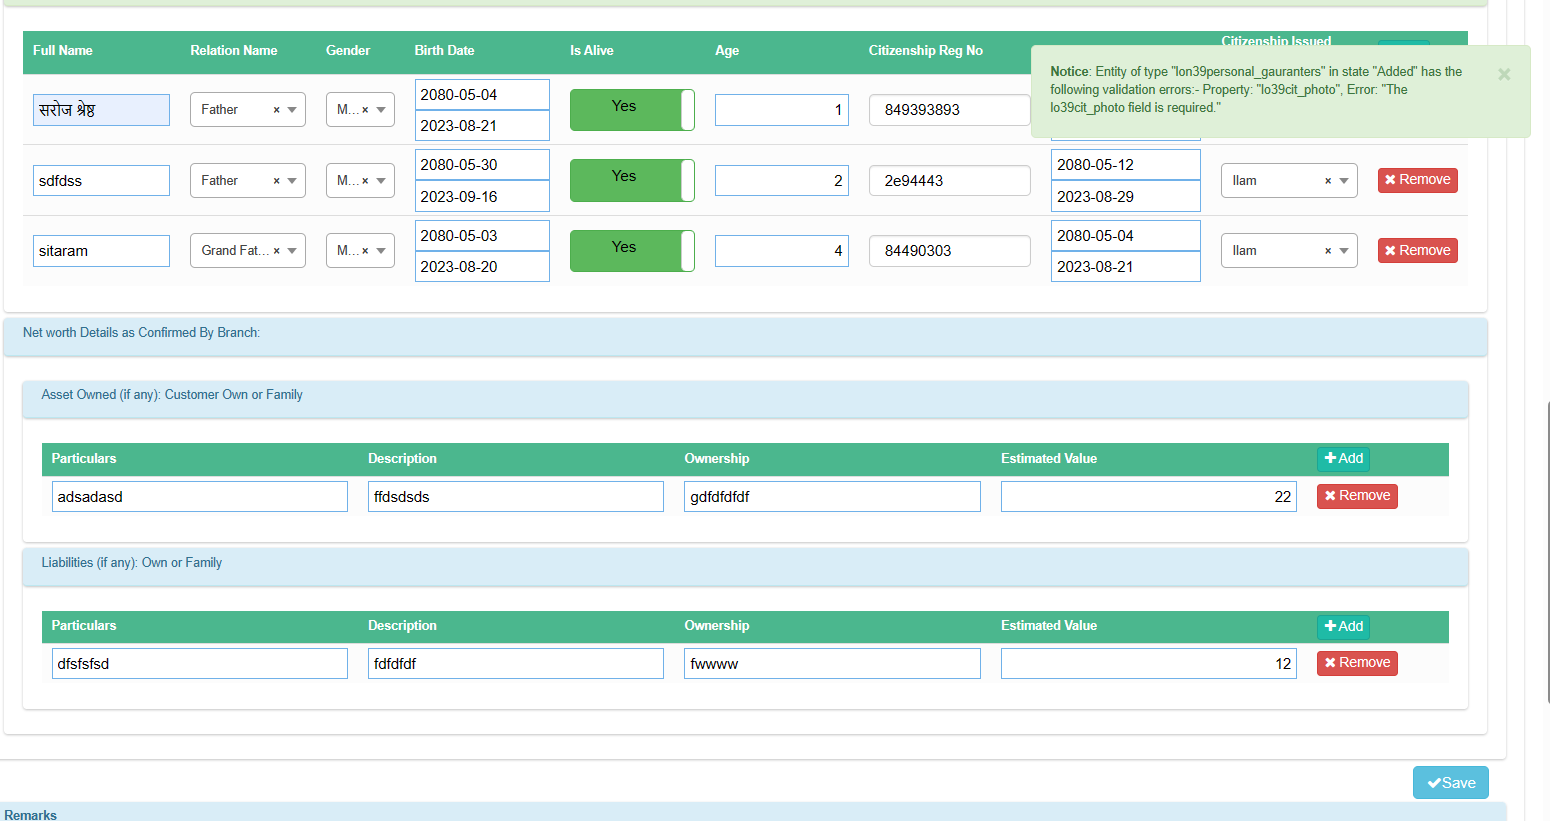 Full Name Relation Name Gender Birth Date Is Alive Age Citizenship Reg No Citizenship Issued
Notice: Entity of type "lon39personal_gauranters" in state "Added" has the
following validation errors:- Property: "lo39cit_photo", Error: "The
lo39cit_photo field is required."
×
सरोज श्रेष्ठ Father × M... × 2080-05-04 Yes 1 849393893
2023-08-21
sdfdss Father × M... × 2080-05-30 Yes 2 2e94443 2080-05-12 Ilam × Remove
2023-09-16 2023-08-29
sitaram Grand Fat... × M... × 2080-05-03 Yes 4 84490303 2080-05-04 Ilam × Remove
2023-08-20 2023-08-21
Net worth Details as Confirmed By Branch:
Asset Owned (if any): Customer Own or Family
Particulars Description Ownership Estimated Value Add
adsadasd ffdsdsds gdfdfdfdf 22 Remove
Liabilities (if any): Own or Family
Particulars Description Ownership Estimated Value Add
dfsfsfsd fdfdfdf fwwww 12 Remove
Save
Remarks